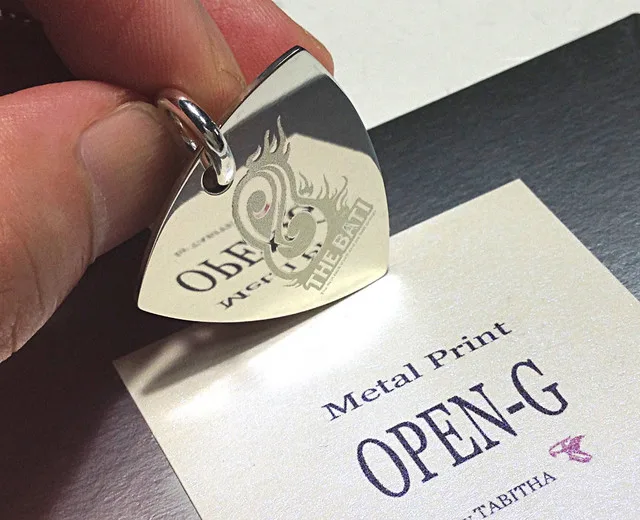 THE BATI
Metal Print
OPEN-G
TABITHA